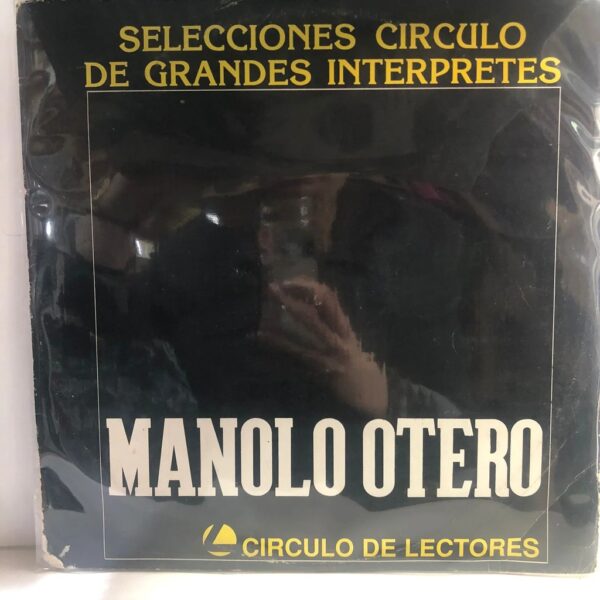 SELECCIONES CIRCULO
DE GRANDES INTERPRETES
MANOLO OTERO
CIRCULO DE LECTORES